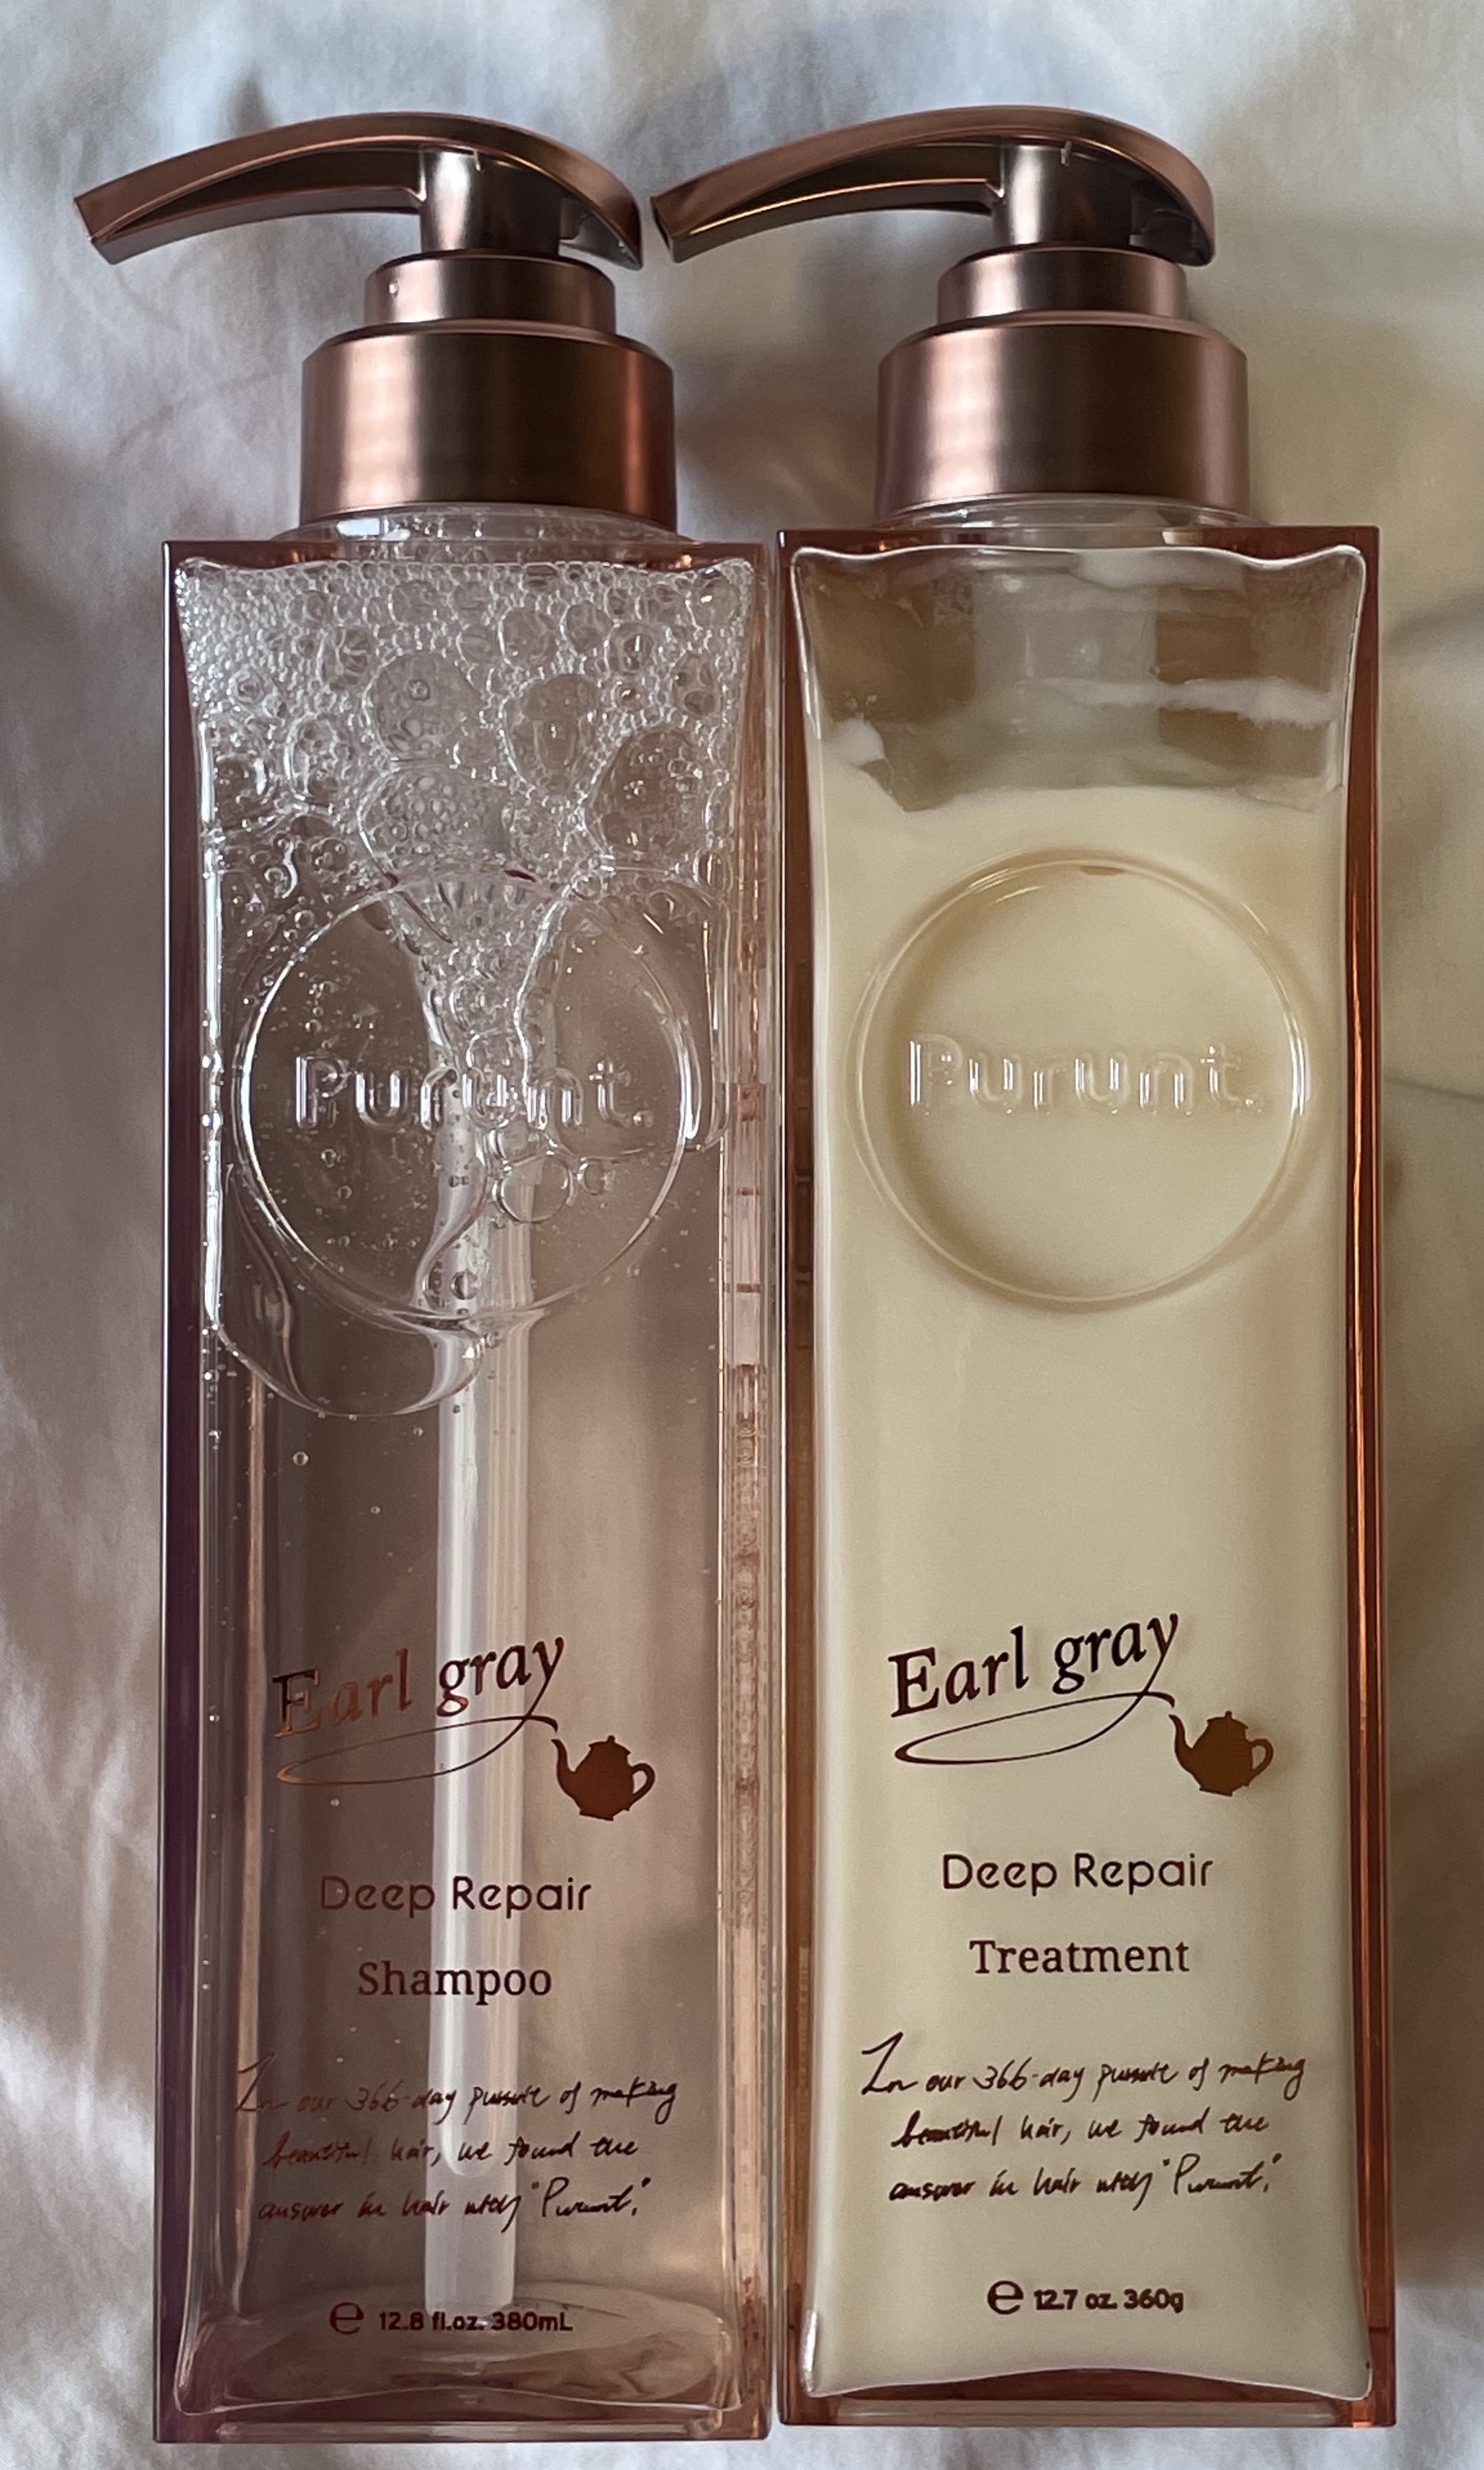 Purunt.
Earl gray
Deep Repair
Shampoo
In our 366-day pursuit of making
beautiful hair, we found the
answer in hair study "Purunt."
℮ 12.8 fl.oz. 380mL
Purunt.
Earl gray
Deep Repair
Treatment
In our 366-day pursuit of making
beautiful hair, we found the
answer in hair study "Purunt."
℮ 12.7 oz. 360g